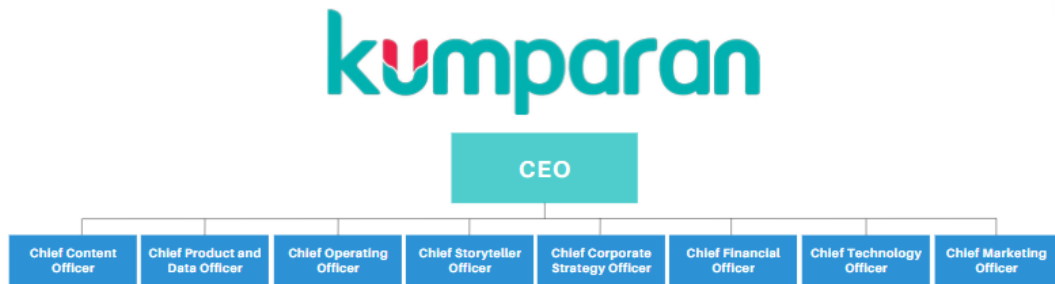 kumparan
CEO
Chief Content
Officer
Chief Product and
Data Officer
Chief Operating
Officer
Chief Storyteller
Officer
Chief Corporate
Strategy Officer
Chief Financial
Officer
Chief Technology
Officer
Chief Marketing
Officer